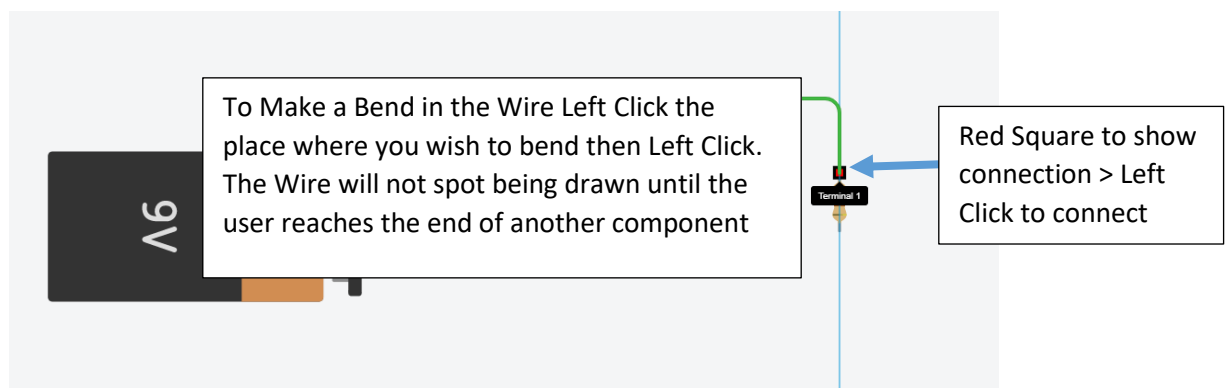 To Make a Bend in the Wire Left Click the
place where you wish to bend then Left Click.
The Wire will not spot being drawn until the
user reaches the end of another component
Red Square to show
connection > Left
Click to connect
Terminal 1
9V